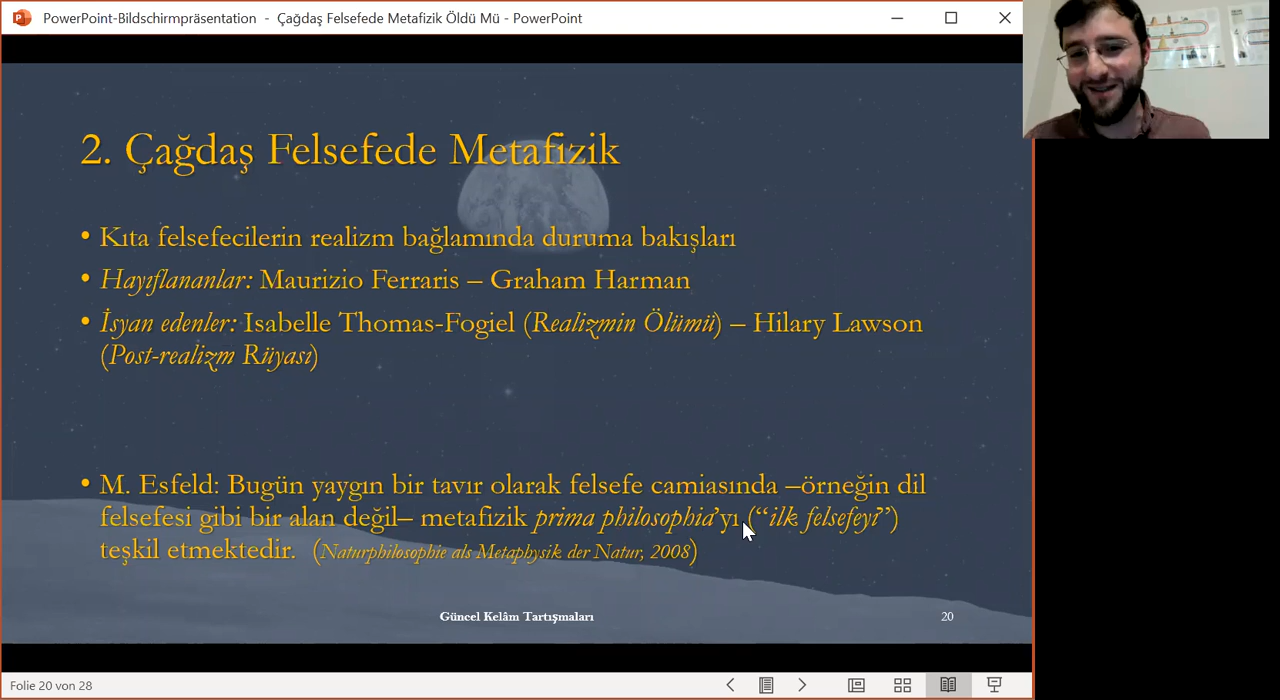 PowerPoint-Bildschirmpräsentation - Çağdaş Felsefede Metafizik Öldü Mü - PowerPoint
2. Çağdaş Felsefede Metafizik
• Kıta felsefecilerin realizm bağlamında duruma bakışları
• Hayıflananlar: Maurizio Ferraris – Graham Harman
• İsyan edenler: Isabelle Thomas-Fogiel (Realizmin Ölümü) – Hilary Lawson
(Post-realizm Rüyası)
• M. Esfeld: Bugün yaygın bir tavır olarak felsefe camiasında –örneğin dil
felsefesi gibi bir alan değil– metafizik prima philosophia’yı (“ilk felsefeyi”)
teşkil etmektedir. (Naturphilosophie als Metaphysik der Natur, 2008)
Güncel Kelâm Tartışmaları
20
Folie 20 von 28